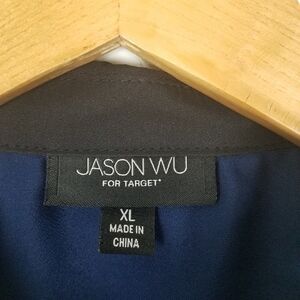 JASON WU
FOR TARGET
XL
MADE IN
CHINA